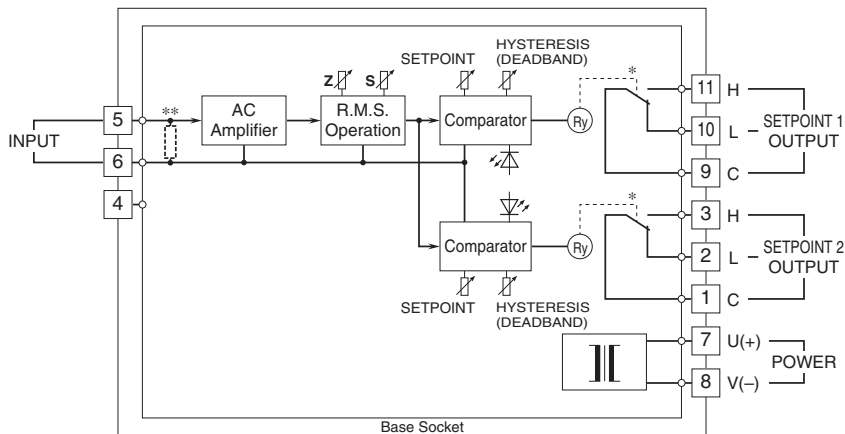 SETPOINT
HYSTERESIS
(DEADBAND)
Z
S
*
11
H
**
AC
Amplifier
R.M.S.
Operation
Comparator
Ry
10
L
SETPOINT 1
OUTPUT
INPUT
5
6
9
C
4
*
3
H
Comparator
Ry
2
L
SETPOINT 2
OUTPUT
SETPOINT
HYSTERESIS
(DEADBAND)
1
C
7
U(+)
POWER
8
V(–)
Base Socket